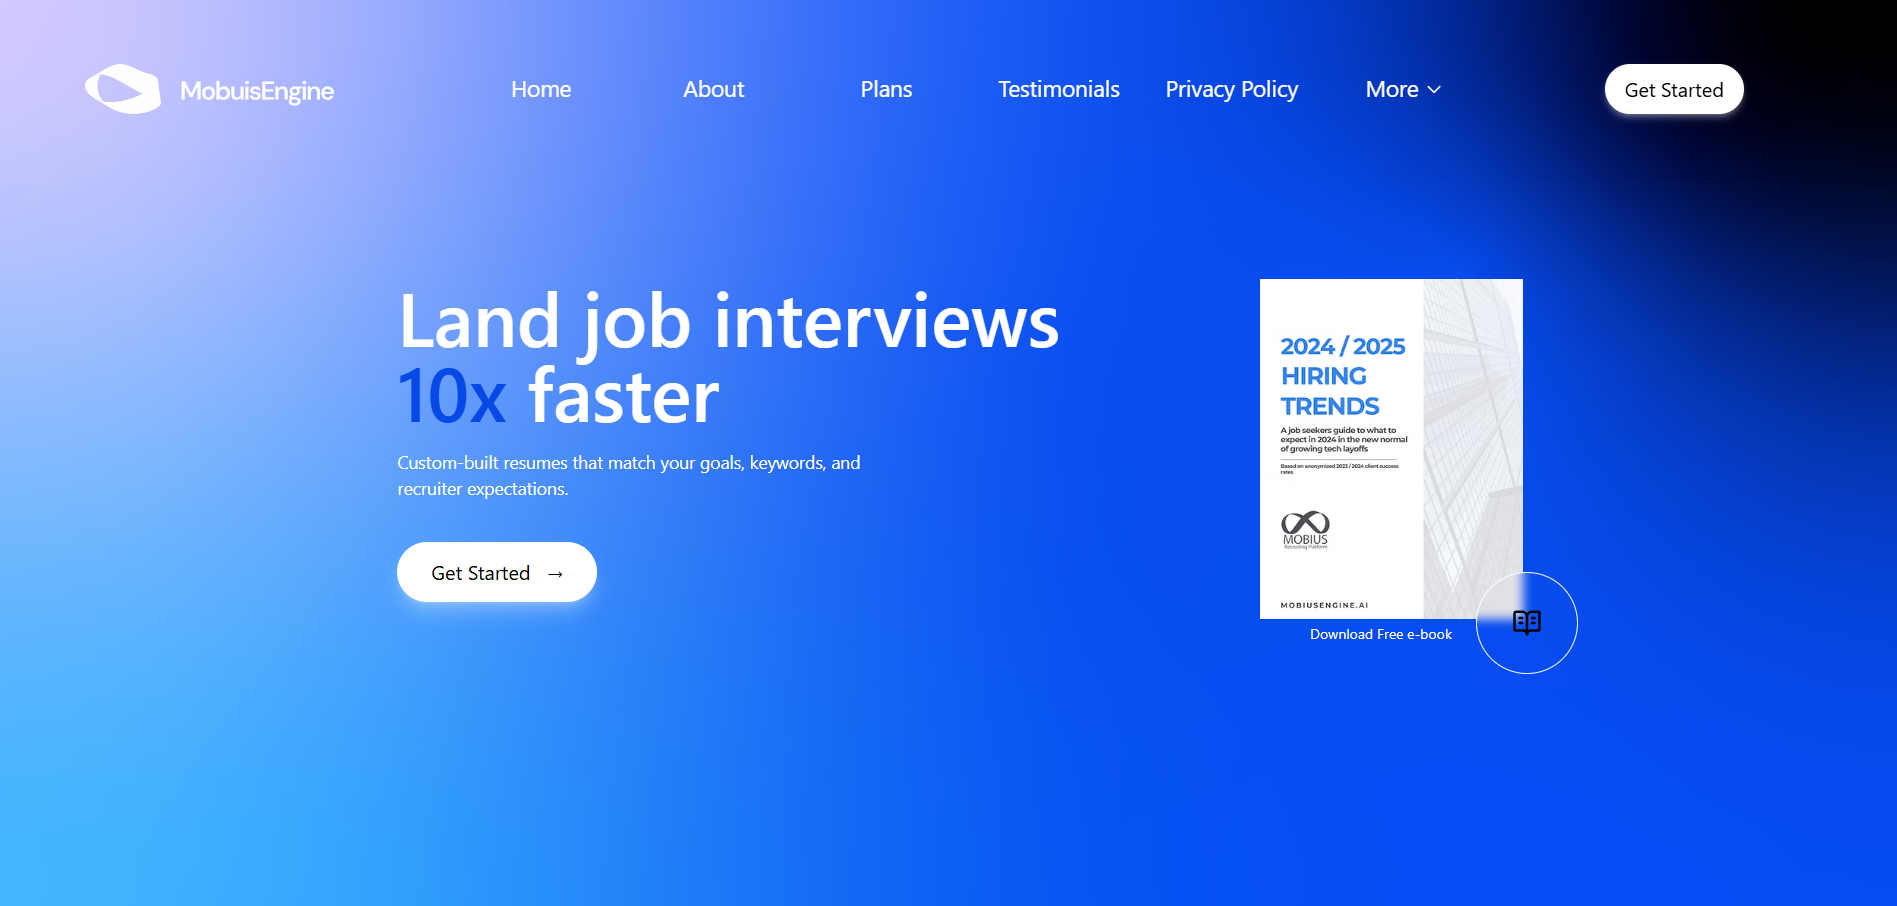 MobuisEngine
Home
About
Plans
Testimonials
Privacy Policy
More
Get Started
Land job interviews
10x faster
Custom-built resumes that match your goals, keywords, and
recruiter expectations.
Get Started →
2024 / 2025
HIRING
TRENDS
A job seekers guide to what to
expect in 2024 in the new normal
of growing tech layoffs
Based on anonymized 2023 / 2024 client success
rates
MOBIUS
Recruiting Platform
MOBIUSENGINE.AI
Download Free e-book